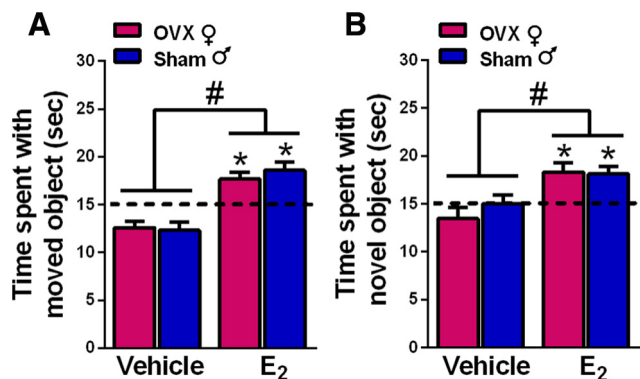 A
OVX ♀
Sham ♂
Time spent with
moved object (sec)
30
25
20
15
10
5
0
#
*
*
Vehicle
E₂
B
OVX ♀
Sham ♂
Time spent with
novel object (sec)
30
25
20
15
10
5
0
#
*
*
Vehicle
E₂